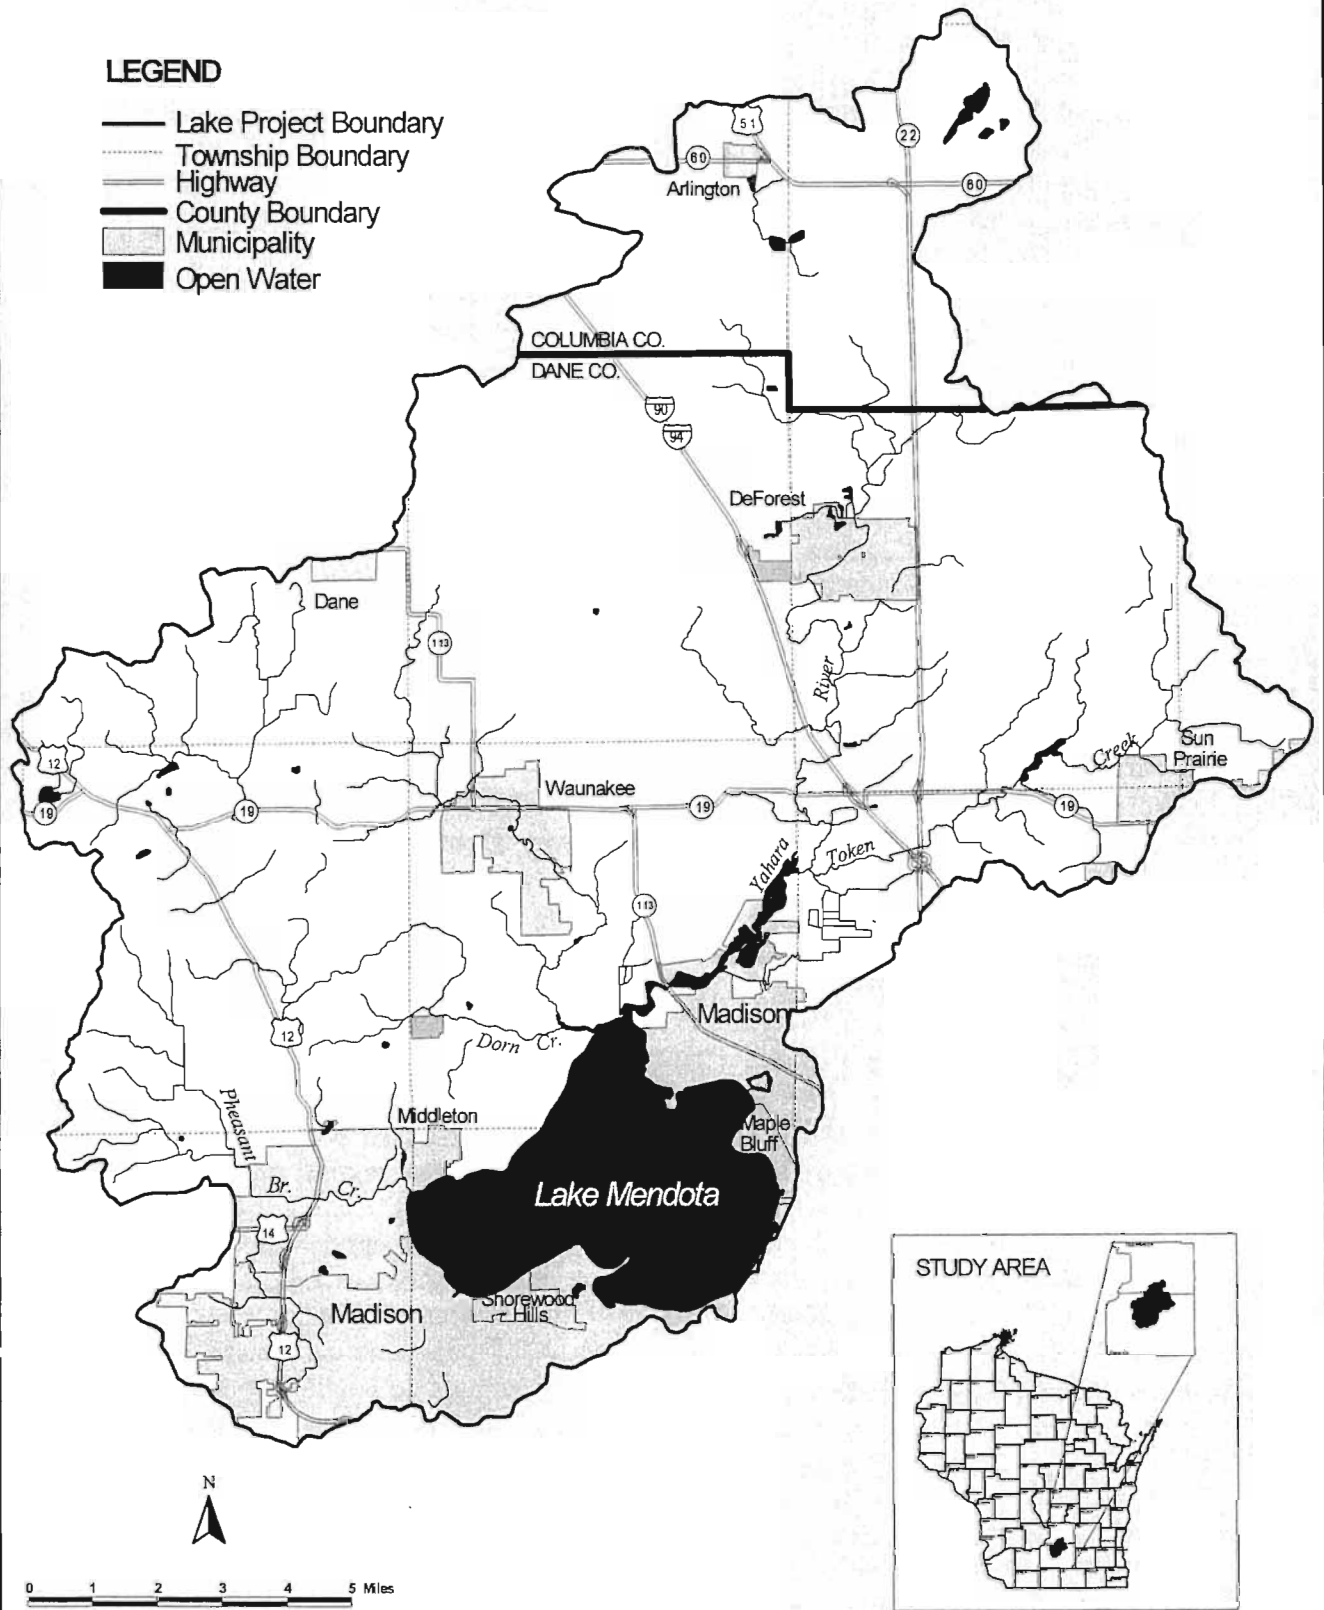 LEGEND
Lake Project Boundary
Township Boundary
Highway
County Boundary
Municipality
Open Water
51
60
22
60
Arlington
COLUMBIA CO.
DANE CO.
90
94
DeForest
Dane
113
River
12
19
19
Waunakee
19
Creek
Sun
Prairie
19
Yahara
Token
113
Madison
12
Dorn Cr.
Pheasant
Middleton
Maple
Bluff
Br. Cr.
Lake Mendota
14
Shorewood
Hills
Madison
12
STUDY AREA
N
0 1 2 3 4 5 Miles